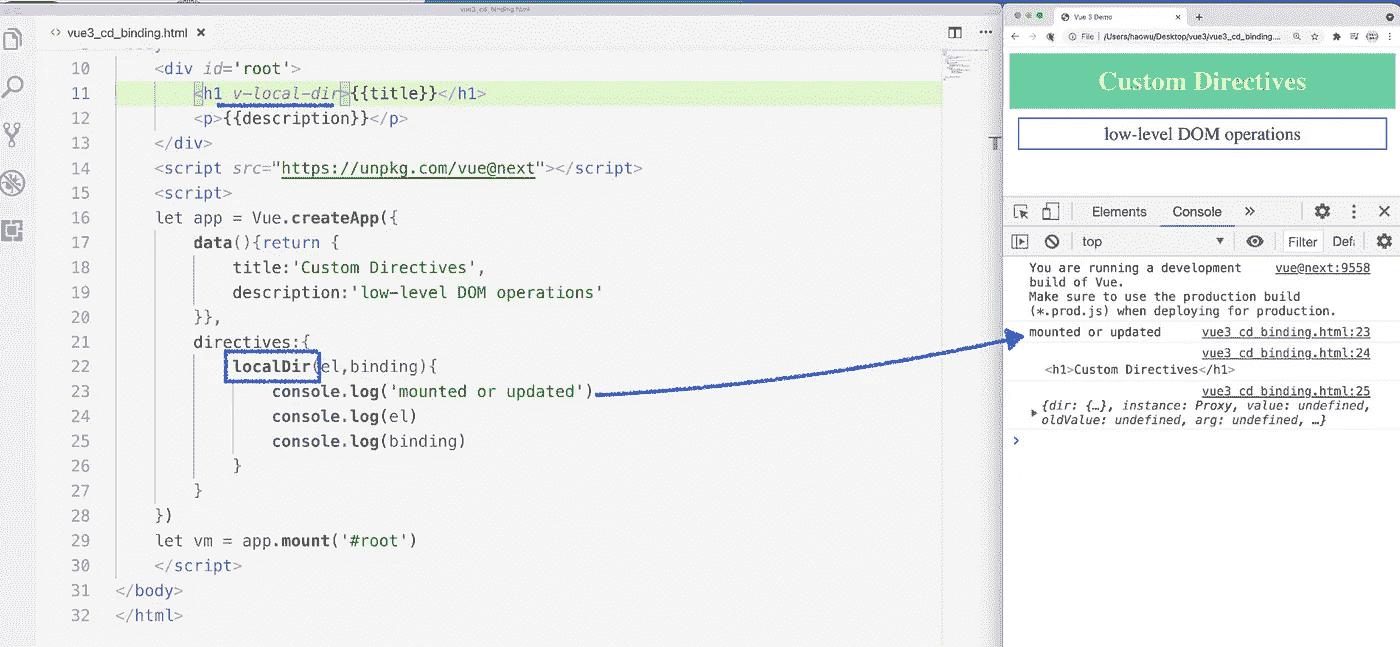 vue3_cd_binding.html
vue3_cd_binding.html ×
10 <div id='root'>
11 <h1 v-local-dir>{{title}}</h1>
12 <p>{{description}}</p>
13 </div>
14 <script src="https://unpkg.com/vue@next"></script>
15 <script>
16 let app = Vue.createApp({
17 data(){return {
18 title:'Custom Directives',
19 description:'low-level DOM operations'
20 }},
21 directives:{
22 localDir(el,binding){
23 console.log('mounted or updated')
24 console.log(el)
25 console.log(binding)
26 }
27 }
28 })
29 let vm = app.mount('#root')
30 </script>
31 </body>
32 </html>
Vue 3 Demo
File | /Users/haowu/Desktop/vue3/vue3_cd_binding....
Custom Directives
low-level DOM operations
Elements Console »
top Filter Defa
You are running a development vue@next:9558
build of Vue.
Make sure to use the production build
(*.prod.js) when deploying for production.
mounted or updated vue3_cd_binding.html:23
vue3_cd_binding.html:24
<h1>Custom Directives</h1>
vue3_cd_binding.html:25
{dir: {…}, instance: Proxy, value: undefined,
oldValue: undefined, arg: undefined, …}